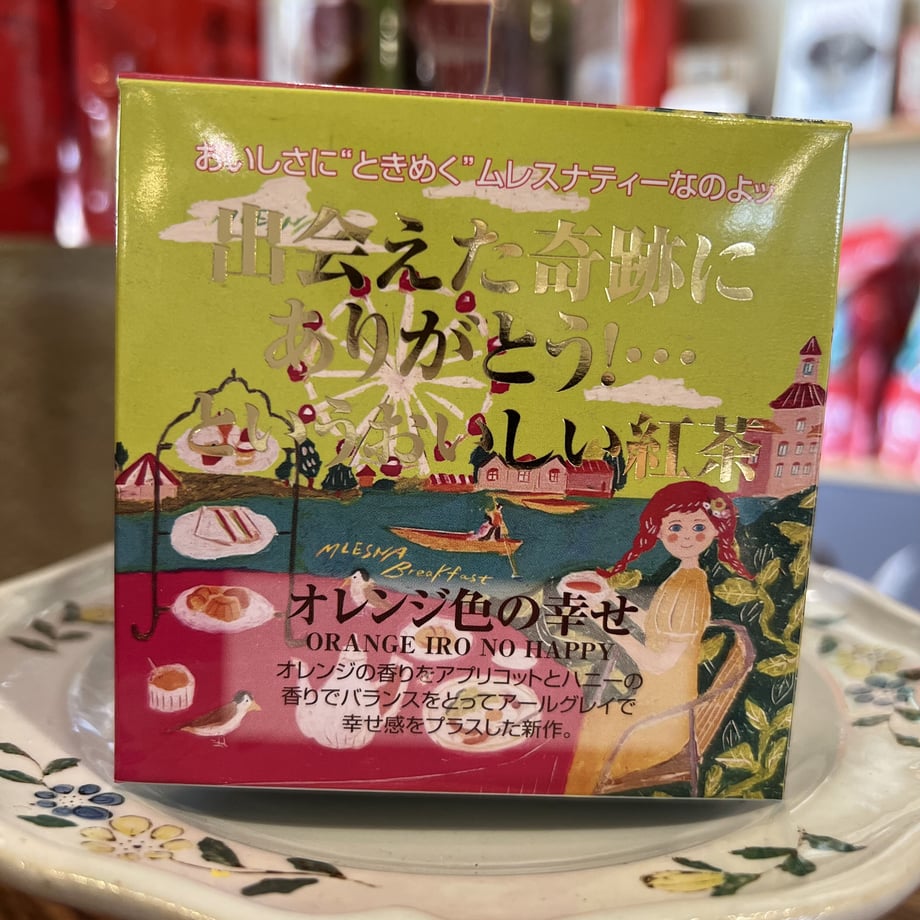 おいしさに“ときめく”ムレスナティーなのよッ
出会えた奇跡に
ありがとう!…
というおいしい紅茶
MLESNA
Breakfast
オレンジ色の幸せ
ORANGE IRO NO HAPPY
オレンジの香りをアプリコットとハニーの
香りでバランスをとってアールグレイで
幸せ感をプラスした新作。